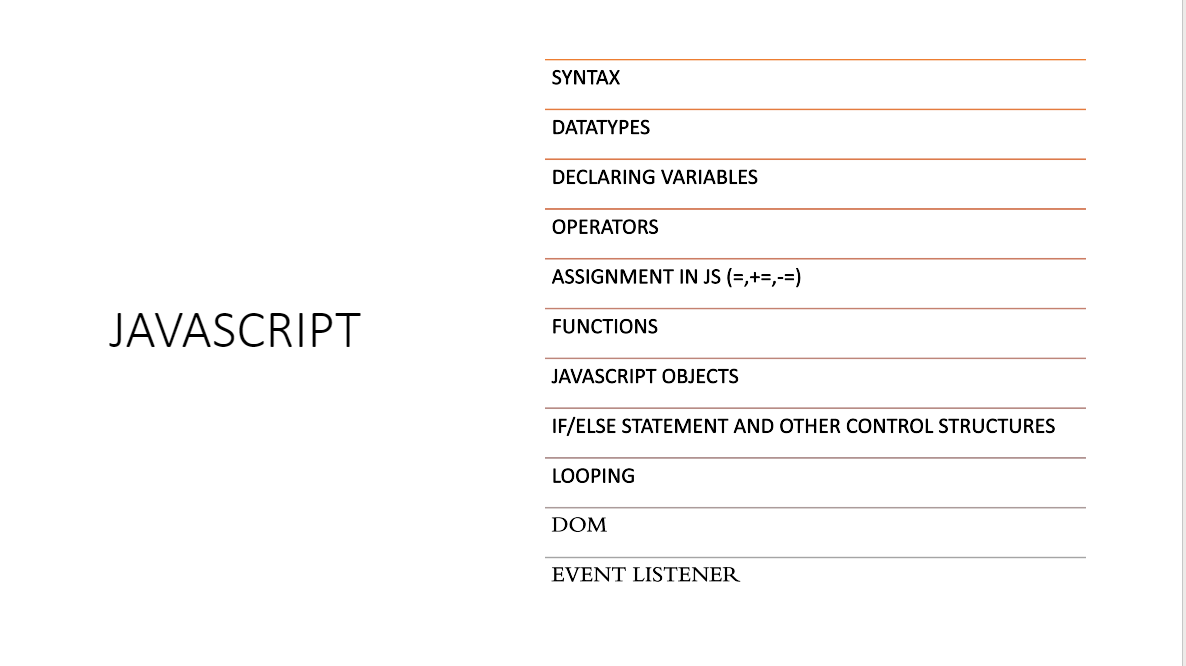 JAVASCRIPT
SYNTAX
DATATYPES
DECLARING VARIABLES
OPERATORS
ASSIGNMENT IN JS (=,+=,-=)
FUNCTIONS
JAVASCRIPT OBJECTS
IF/ELSE STATEMENT AND OTHER CONTROL STRUCTURES
LOOPING
DOM
EVENT LISTENER